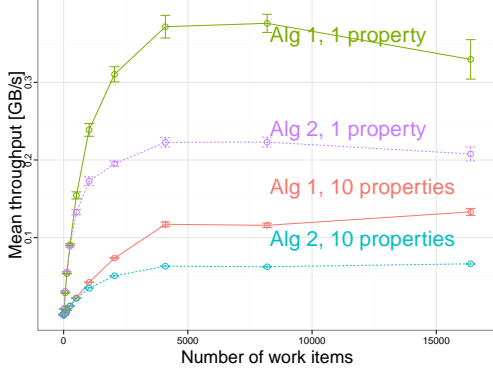 Alg 1, 1 property
0.3
Alg 2, 1 property
0.2
Alg 1, 10 properties
0.1
Alg 2, 10 properties
Mean throughput [GB/s]
0
5000
10000
15000
Number of work items